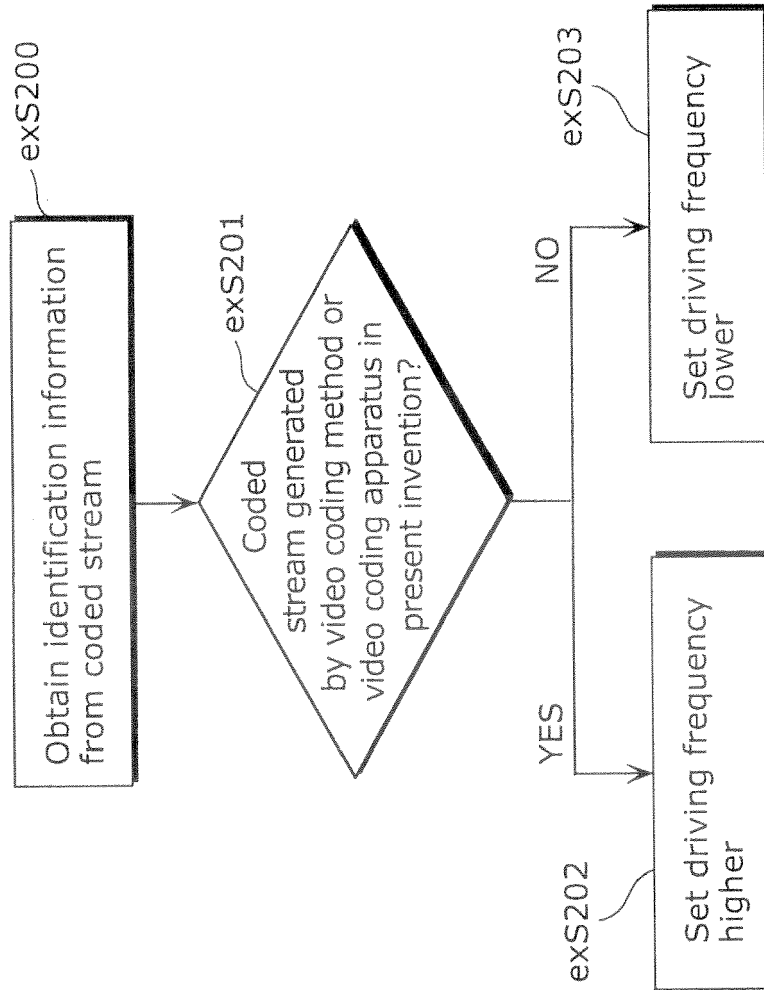 exS200
Obtain identification information
from coded stream
exS201
Coded
stream generated
by video coding method or
video coding apparatus in
present invention?
YES
NO
exS202
Set driving frequency
higher
exS203
Set driving frequency
lower